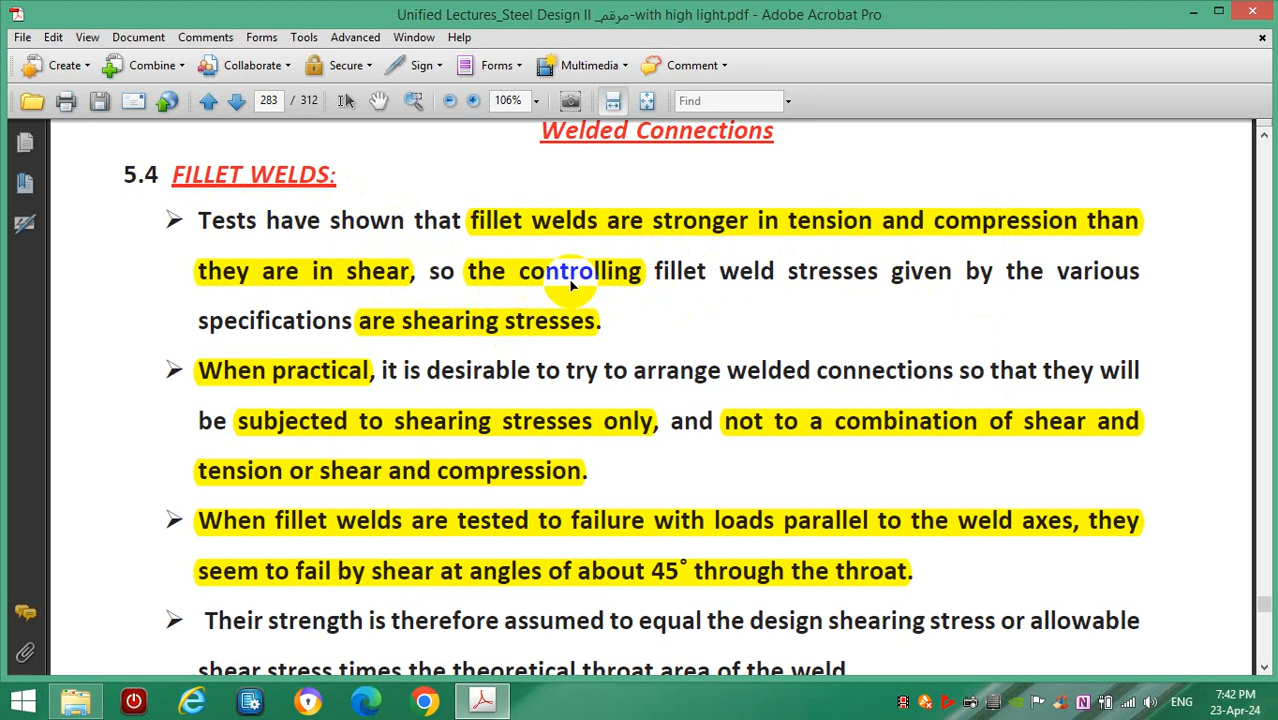 Unified Lectures_Steel Design II _مرقم-with high light.pdf - Adobe Acrobat Pro
File Edit View Document Comments Forms Tools Advanced Window Help
Create Combine Collaborate Secure Sign Forms Multimedia Comment
283 / 312 106% Find
Welded Connections
5.4 FILLET WELDS:
➢ Tests have shown that fillet welds are stronger in tension and compression than
they are in shear, so the controlling fillet weld stresses given by the various
specifications are shearing stresses.
➢ When practical, it is desirable to try to arrange welded connections so that they will
be subjected to shearing stresses only, and not to a combination of shear and
tension or shear and compression.
➢ When fillet welds are tested to failure with loads parallel to the weld axes, they
seem to fail by shear at angles of about 45˚ through the throat.
➢ Their strength is therefore assumed to equal the design shearing stress or allowable
shear stress times the theoretical throat area of the weld.
ENG
7:42 PM
23-Apr-24